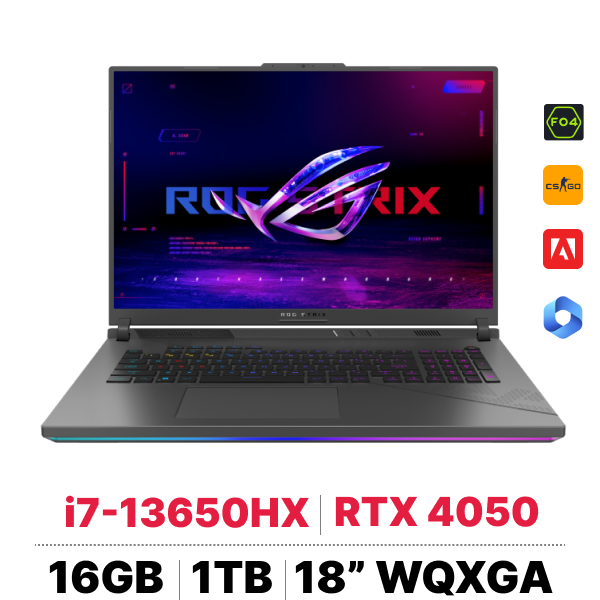 ROG STRIX
FO4
CS GO
ROG STRIX
i7-13650HX
RTX 4050
16GB
1TB
18” WQXGA